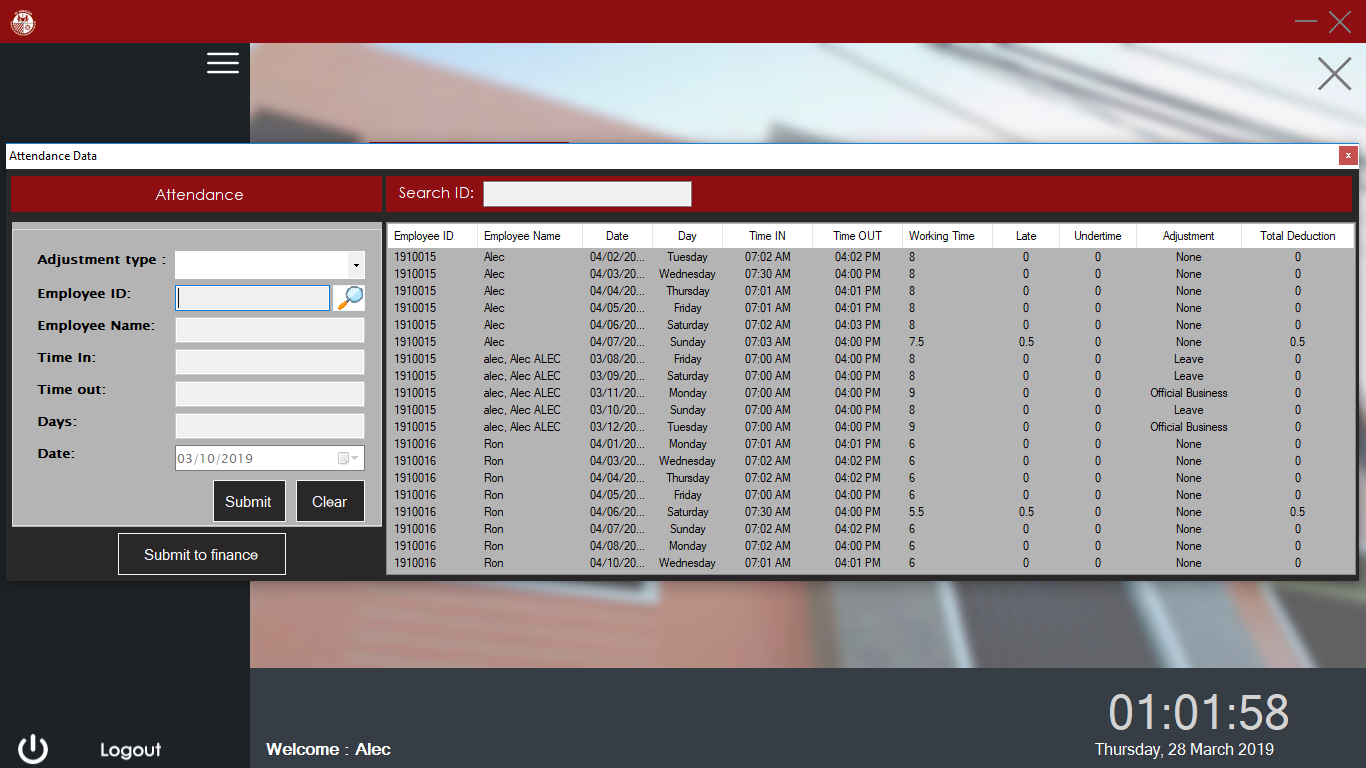 Attendance Data
x
Attendance
Search ID:
Adjustment type :
Employee ID:
Employee Name:
Time In:
Time out:
Days:
Date:
03/10/2019
Submit
Clear
Submit to finance
Employee ID Employee Name Date Day Time IN Time OUT Working Time Late Undertime Adjustment Total Deduction
1910015 Alec 04/02/20... Tuesday 07:02 AM 04:02 PM 8 0 0 None 0
1910015 Alec 04/03/20... Wednesday 07:30 AM 04:00 PM 8 0 0 None 0
1910015 Alec 04/04/20... Thursday 07:01 AM 04:01 PM 8 0 0 None 0
1910015 Alec 04/05/20... Friday 07:01 AM 04:01 PM 8 0 0 None 0
1910015 Alec 04/06/20... Saturday 07:02 AM 04:03 PM 8 0 0 None 0
1910015 Alec 04/07/20... Sunday 07:03 AM 04:00 PM 7.5 0.5 0 None 0.5
1910015 alec, Alec ALEC 03/08/20... Friday 07:00 AM 04:00 PM 8 0 0 Leave 0
1910015 alec, Alec ALEC 03/09/20... Saturday 07:00 AM 04:00 PM 8 0 0 Leave 0
1910015 alec, Alec ALEC 03/11/20... Monday 07:00 AM 04:00 PM 9 0 0 Official Business 0
1910015 alec, Alec ALEC 03/10/20... Sunday 07:00 AM 04:00 PM 8 0 0 Leave 0
1910015 alec, Alec ALEC 03/12/20... Tuesday 07:00 AM 04:00 PM 9 0 0 Official Business 0
1910016 Ron 04/01/20... Monday 07:01 AM 04:01 PM 6 0 0 None 0
1910016 Ron 04/03/20... Wednesday 07:02 AM 04:02 PM 6 0 0 None 0
1910016 Ron 04/04/20... Thursday 07:02 AM 04:02 PM 6 0 0 None 0
1910016 Ron 04/05/20... Friday 07:00 AM 04:00 PM 6 0 0 None 0
1910016 Ron 04/06/20... Saturday 07:30 AM 04:00 PM 5.5 0.5 0 None 0.5
1910016 Ron 04/07/20... Sunday 07:02 AM 04:02 PM 6 0 0 None 0
1910016 Ron 04/08/20... Monday 07:02 AM 04:00 PM 6 0 0 None 0
1910016 Ron 04/10/20... Wednesday 07:01 AM 04:01 PM 6 0 0 None 0
01:01:58
Logout
Welcome : Alec
Thursday, 28 March 2019